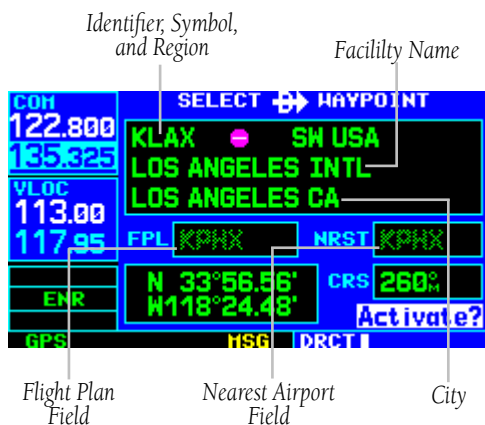 Identifier, Symbol,
and Region
Facililty Name
COM
122.800
135.325
VLOC
113.00
117.95
ENR
GPS
SELECT D WAYPOINT
KLAX SW USA
LOS ANGELES INTL
LOS ANGELES CA
FPL KPHX NRST KPHX
N 33°56.56'
W118°24.48'
CRS 260°M
Activate?
MSG DRCT
Flight Plan
Field
Nearest Airport
Field
City